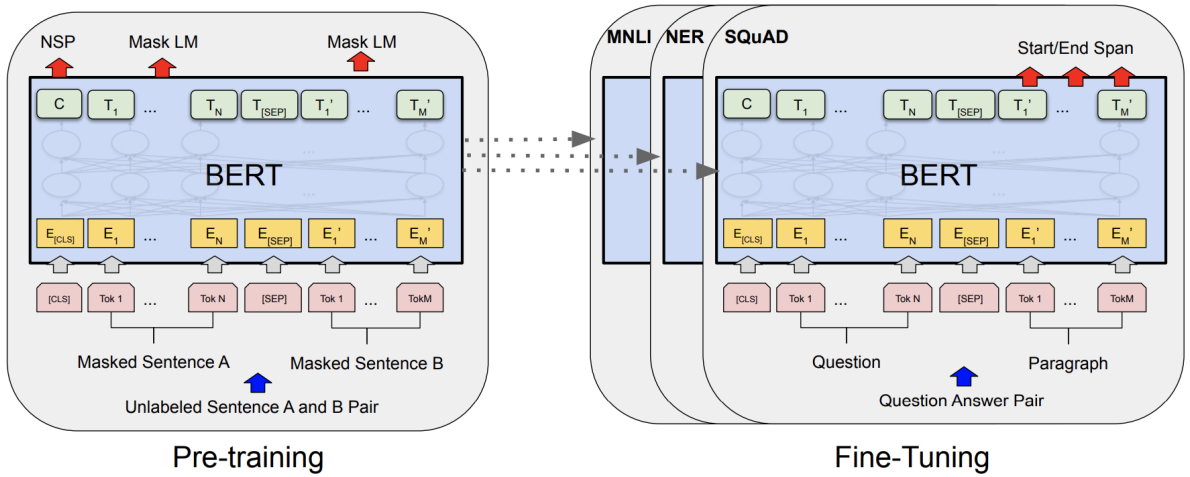 NSP Mask LM Mask LM
C T1 ... TN T[SEP] T1' ... TM'
...
BERT
...
E[CLS] E1 ... EN E[SEP] E1' ... EM'
[CLS] Tok 1 ... Tok N [SEP] Tok 1 ... TokM
Masked Sentence A Masked Sentence B
Unlabeled Sentence A and B Pair
Pre-training
MNLI NER SQuAD
Start/End Span
C T1 ... TN T[SEP] T1' ... TM'
...
BERT
...
E[CLS] E1 ... EN E[SEP] E1' ... EM'
[CLS] Tok 1 ... Tok N [SEP] Tok 1 ... TokM
Question Paragraph
Question Answer Pair
Fine-Tuning